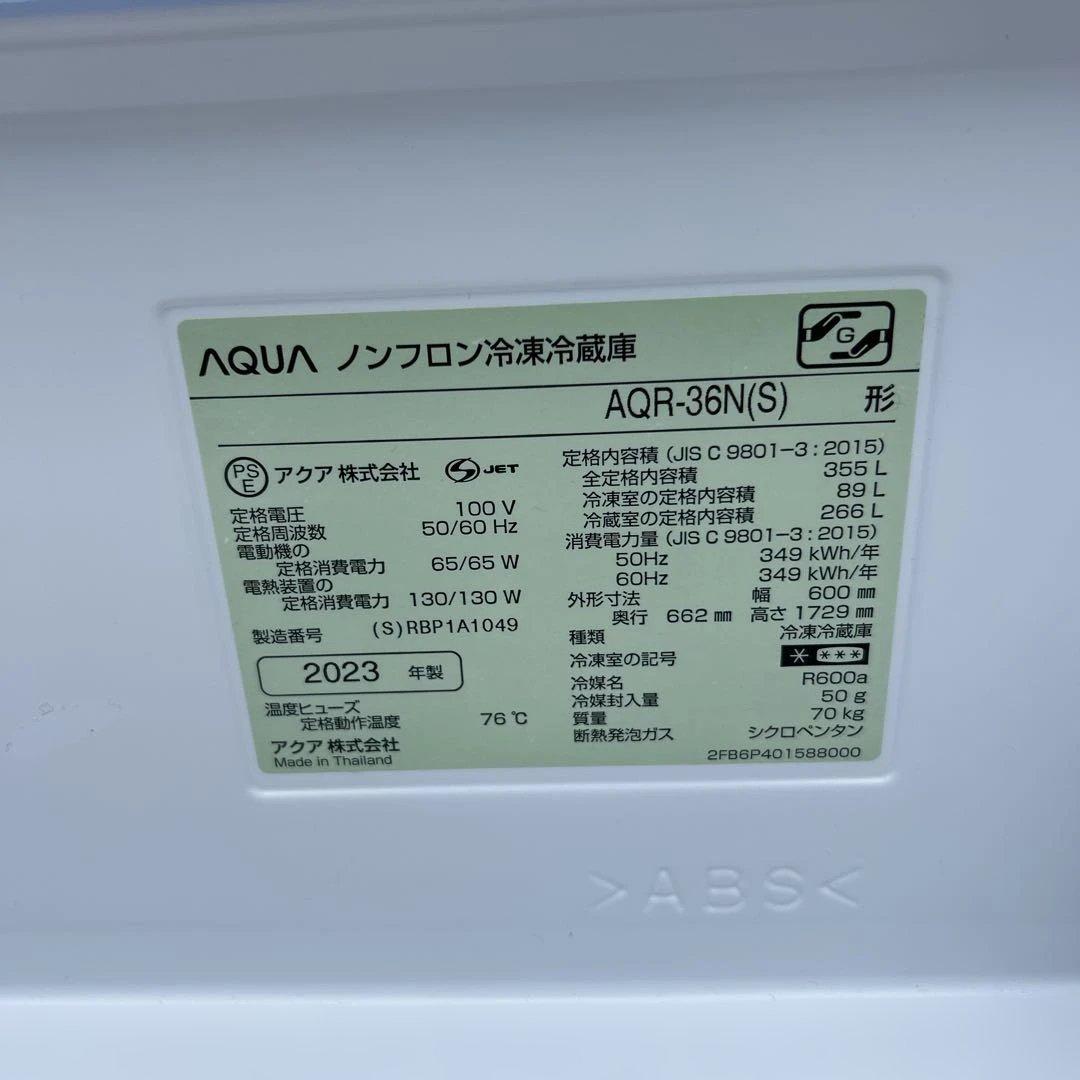 AQUA ノンフロン冷凍冷蔵庫
G
AQR-36N(S) 形
PSE アクア 株式会社 S JET
定格電圧 100 V
定格周波数 50/60 Hz
電動機の
定格消費電力 65/65 W
電熱装置の
定格消費電力 130/130 W
製造番号 (S)RBP1A1049
2023 年製
温度ヒューズ
定格動作温度 76 ℃
アクア 株式会社
Made in Thailand
定格内容積 (JIS C 9801-3 : 2015)
全定格内容積 355 L
冷凍室の定格内容積 89 L
冷蔵室の定格内容積 266 L
消費電力量 (JIS C 9801-3 : 2015)
50Hz 349 kWh/年
60Hz 349 kWh/年
外形寸法 幅 600 mm
奥行 662 mm 高さ 1729 mm
種類 冷凍冷蔵庫
冷凍室の記号 * ***
冷媒名 R600a
冷媒封入量 50 g
質量 70 kg
断熱発泡ガス シクロペンタン
2FB6P401588000
>ABS<